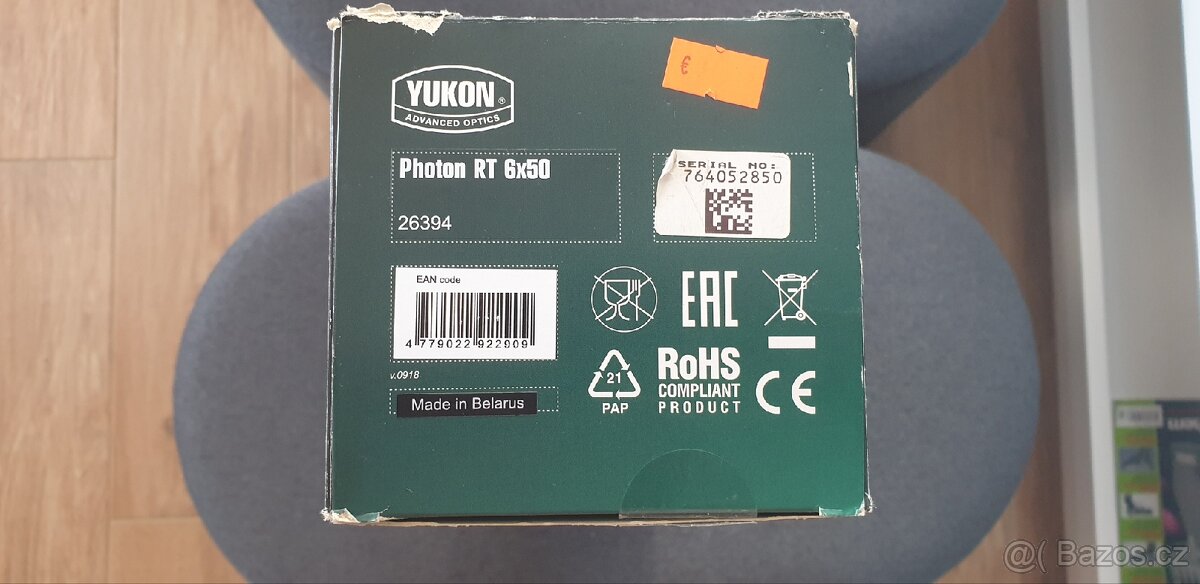 YUKON®
ADVANCED OPTICS
€
Photon RT 6x50
26394
SERIAL NO:
764052850
EAN code
4 779022 922909
v.0918
Made in Belarus
EAC
21
PAP
RoHS
COMPLIANT
PRODUCT
CE
@( Bazos.cz